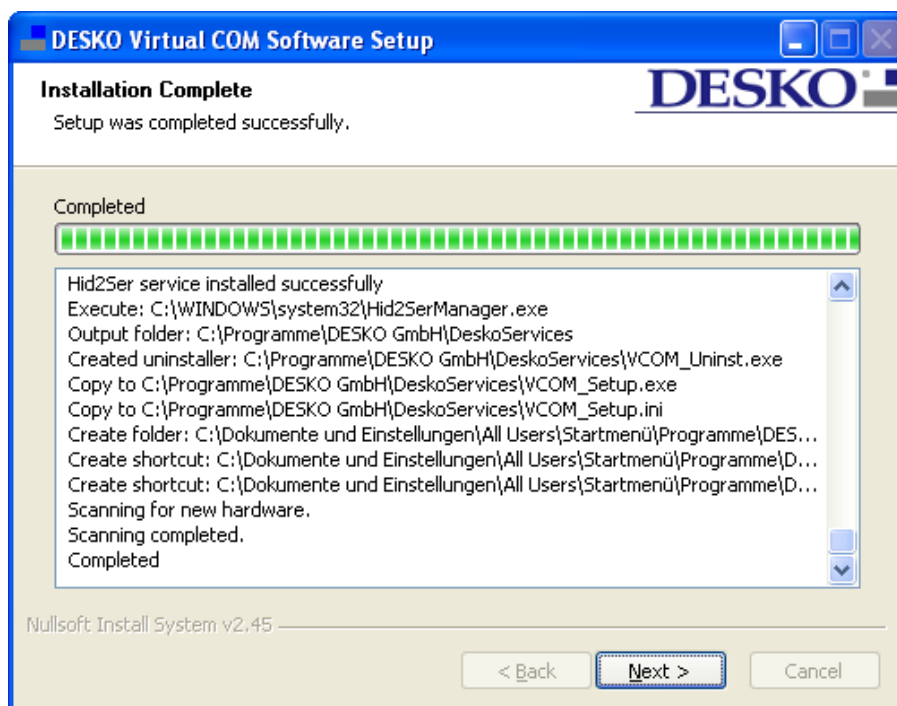 DESKO Virtual COM Software Setup
Installation Complete
Setup was completed successfully.
DESKO
Completed
Hid2Ser service installed successfully
Execute: C:\WINDOWS\system32\Hid2SerManager.exe
Output folder: C:\Programme\DESKO GmbH\DeskoServices
Created uninstaller: C:\Programme\DESKO GmbH\DeskoServices\VCOM_Uninst.exe
Copy to C:\Programme\DESKO GmbH\DeskoServices\VCOM_Setup.exe
Copy to C:\Programme\DESKO GmbH\DeskoServices\VCOM_Setup.ini
Create folder: C:\Dokumente und Einstellungen\All Users\Startmenü\Programme\DES...
Create shortcut: C:\Dokumente und Einstellungen\All Users\Startmenü\Programme\D...
Create shortcut: C:\Dokumente und Einstellungen\All Users\Startmenü\Programme\D...
Scanning for new hardware.
Scanning completed.
Completed
Nullsoft Install System v2.45
< Back Next > Cancel